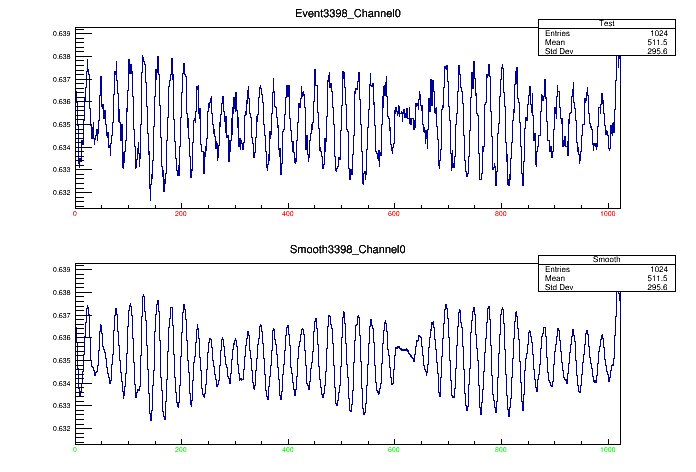 Event3398_Channel0
Test
Entries 1024
Mean 511.5
Std Dev 295.6
0.639
0.638
0.637
0.636
0.635
0.634
0.633
0.632
0 200 400 600 800 1000
Smooth3398_Channel0
Smooth
Entries 1024
Mean 511.5
Std Dev 295.6
0.639
0.638
0.637
0.636
0.635
0.634
0.633
0.632
0 200 400 600 800 1000